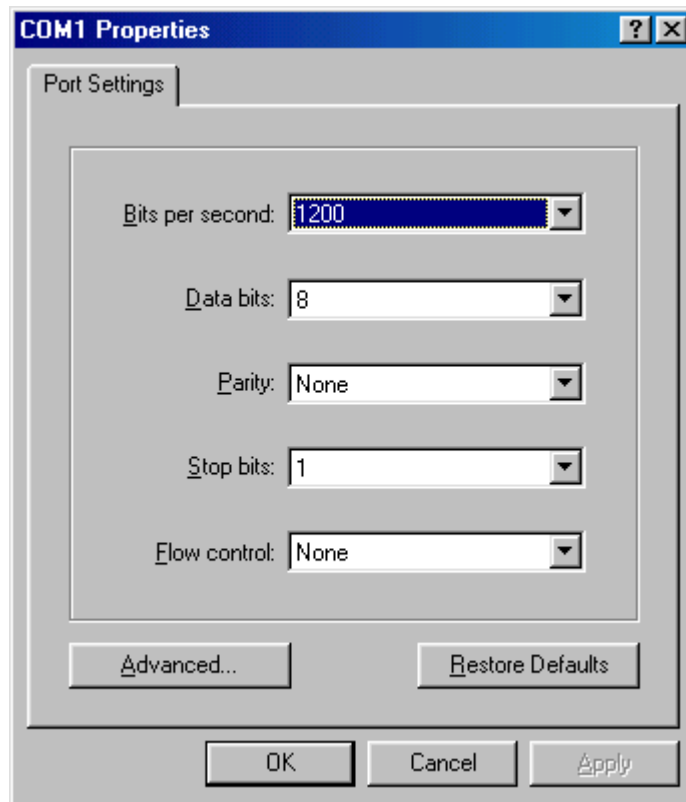 COM1 Properties
Port Settings
Bits per second: 1200
Data bits: 8
Parity: None
Stop bits: 1
Flow control: None
Advanced... Restore Defaults
OK Cancel Apply